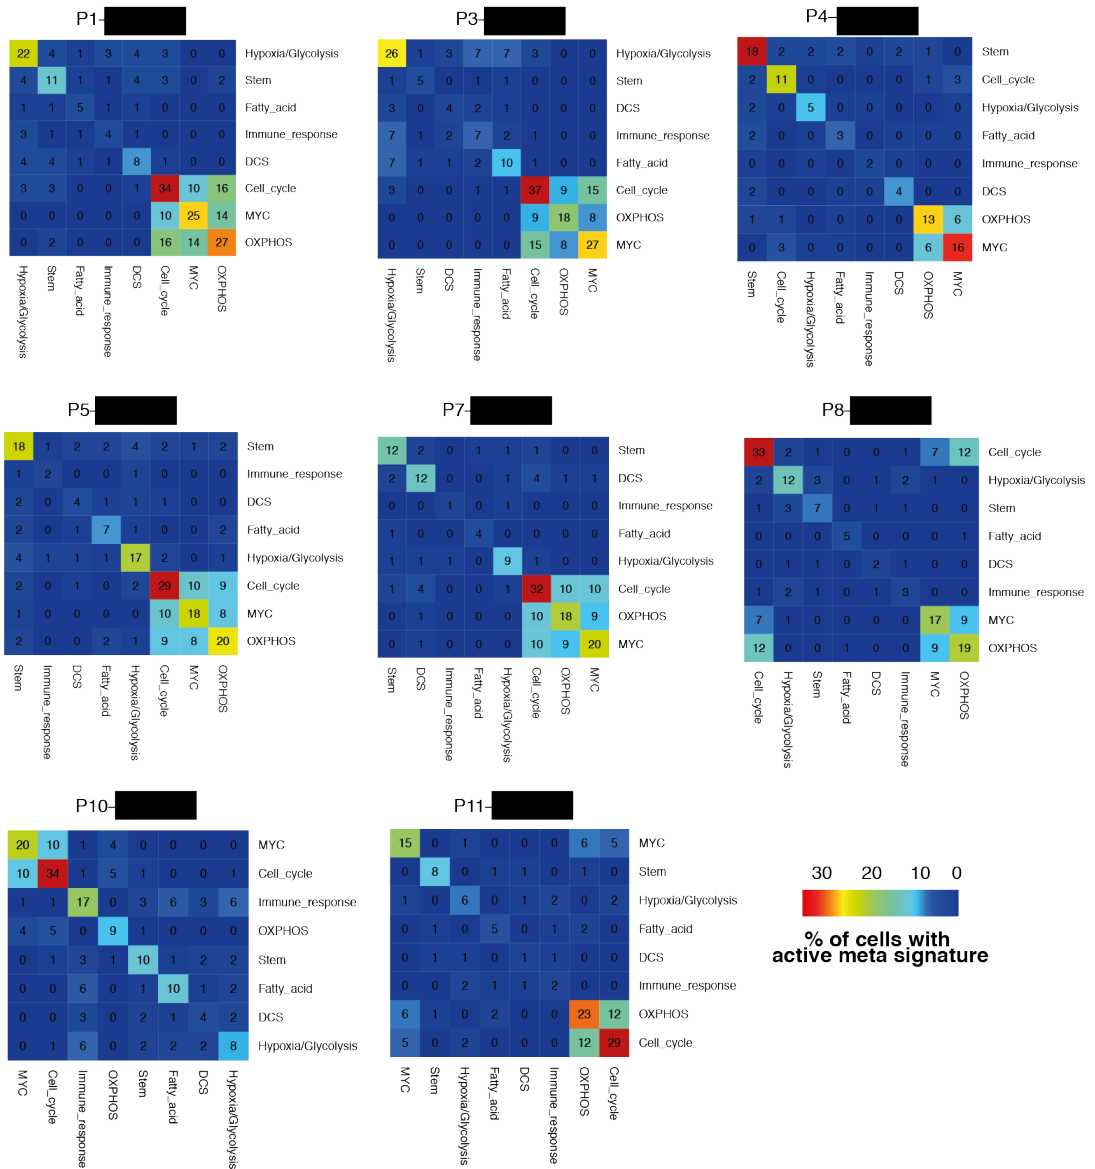 P1-
22 4 1 3 4 3 0 0 Hypoxia/Glycolysis
4 11 1 1 4 3 0 2 Stem
1 1 5 1 1 0 0 0 Fatty_acid
3 1 1 4 1 0 0 0 Immune_response
4 4 1 1 8 1 0 0 DCS
3 3 0 0 1 34 10 16 Cell_cycle
0 0 0 0 0 10 25 14 MYC
0 2 0 0 0 16 14 27 OXPHOS
Hypoxia/Glycolysis
Stem
Fatty_acid
Immune_response
DCS
Cell_cycle
MYC
OXPHOS
P3-
26 1 3 7 7 3 0 0 Hypoxia/Glycolysis
1 5 0 1 1 0 0 0 Stem
3 0 4 2 1 0 0 0 DCS
7 1 2 7 2 1 0 0 Immune_response
7 1 1 2 10 1 0 0 Fatty_acid
3 0 0 1 1 37 9 15 Cell_cycle
0 0 0 0 0 9 18 8 OXPHOS
0 0 0 0 0 15 8 27 MYC
Hypoxia/Glycolysis
Stem
DCS
Immune_response
Fatty_acid
Cell_cycle
OXPHOS
MYC
P4-
18 2 2 2 0 2 1 0 Stem
2 11 0 0 0 0 1 3 Cell_cycle
2 0 5 0 0 0 0 0 Hypoxia/Glycolysis
2 0 0 3 0 0 0 0 Fatty_acid
0 0 0 0 2 0 0 0 Immune_response
2 0 0 0 0 4 0 0 DCS
1 1 0 0 0 0 13 6 OXPHOS
0 3 0 0 0 0 6 16 MYC
Stem
Cell_cycle
Hypoxia/Glycolysis
Fatty_acid
Immune_response
DCS
OXPHOS
MYC
P5-
18 1 2 2 4 2 1 2 Stem
1 2 0 0 1 0 0 0 Immune_response
2 0 4 1 1 1 0 0 DCS
2 0 1 7 1 0 0 2 Fatty_acid
4 1 1 1 17 2 0 1 Hypoxia/Glycolysis
2 0 1 0 2 29 10 9 Cell_cycle
1 0 0 0 0 10 18 8 MYC
2 0 0 2 1 9 8 20 OXPHOS
Stem
Immune_response
DCS
Fatty_acid
Hypoxia/Glycolysis
Cell_cycle
MYC
OXPHOS
P7-
12 2 0 1 1 1 0 0 Stem
2 12 0 0 1 4 1 1 DCS
0 0 1 0 1 0 0 0 Immune_response
1 0 0 4 0 0 0 0 Fatty_acid
1 1 1 0 9 1 0 0 Hypoxia/Glycolysis
1 4 0 0 1 32 10 10 Cell_cycle
0 1 0 0 0 10 18 9 OXPHOS
0 1 0 0 0 10 9 20 MYC
Stem
DCS
Immune_response
Fatty_acid
Hypoxia/Glycolysis
Cell_cycle
OXPHOS
MYC
P8-
33 2 1 0 0 1 7 12 Cell_cycle
2 12 3 0 1 2 1 0 Hypoxia/Glycolysis
1 3 7 0 1 1 0 0 Stem
0 0 0 5 0 0 0 1 Fatty_acid
0 1 1 0 2 1 0 0 DCS
1 2 1 0 1 3 0 0 Immune_response
7 1 0 0 0 0 17 9 MYC
12 0 0 1 0 0 9 19 OXPHOS
Cell_cycle
Hypoxia/Glycolysis
Stem
Fatty_acid
DCS
Immune_response
MYC
OXPHOS
P10-
20 10 1 4 0 0 0 0 MYC
10 34 1 5 1 0 0 1 Cell_cycle
1 1 17 0 3 6 3 6 Immune_response
4 5 0 9 1 0 0 0 OXPHOS
0 1 3 1 10 1 2 2 Stem
0 0 6 0 1 10 1 2 Fatty_acid
0 0 3 0 2 1 4 2 DCS
0 1 6 0 2 2 2 8 Hypoxia/Glycolysis
MYC
Cell_cycle
Immune_response
OXPHOS
Stem
Fatty_acid
DCS
Hypoxia/Glycolysis
P11-
15 0 1 0 0 0 6 5 MYC
0 8 0 1 1 0 1 0 Stem
1 0 6 0 1 2 0 2 Hypoxia/Glycolysis
0 1 0 5 0 1 2 0 Fatty_acid
0 1 1 0 1 1 0 0 DCS
0 0 2 1 1 2 0 0 Immune_response
6 1 0 2 0 0 23 12 OXPHOS
5 0 2 0 0 0 12 29 Cell_cycle
MYC
Stem
Hypoxia/Glycolysis
Fatty_acid
DCS
Immune_response
OXPHOS
Cell_cycle
30 20 10 0
% of cells with
active meta signature